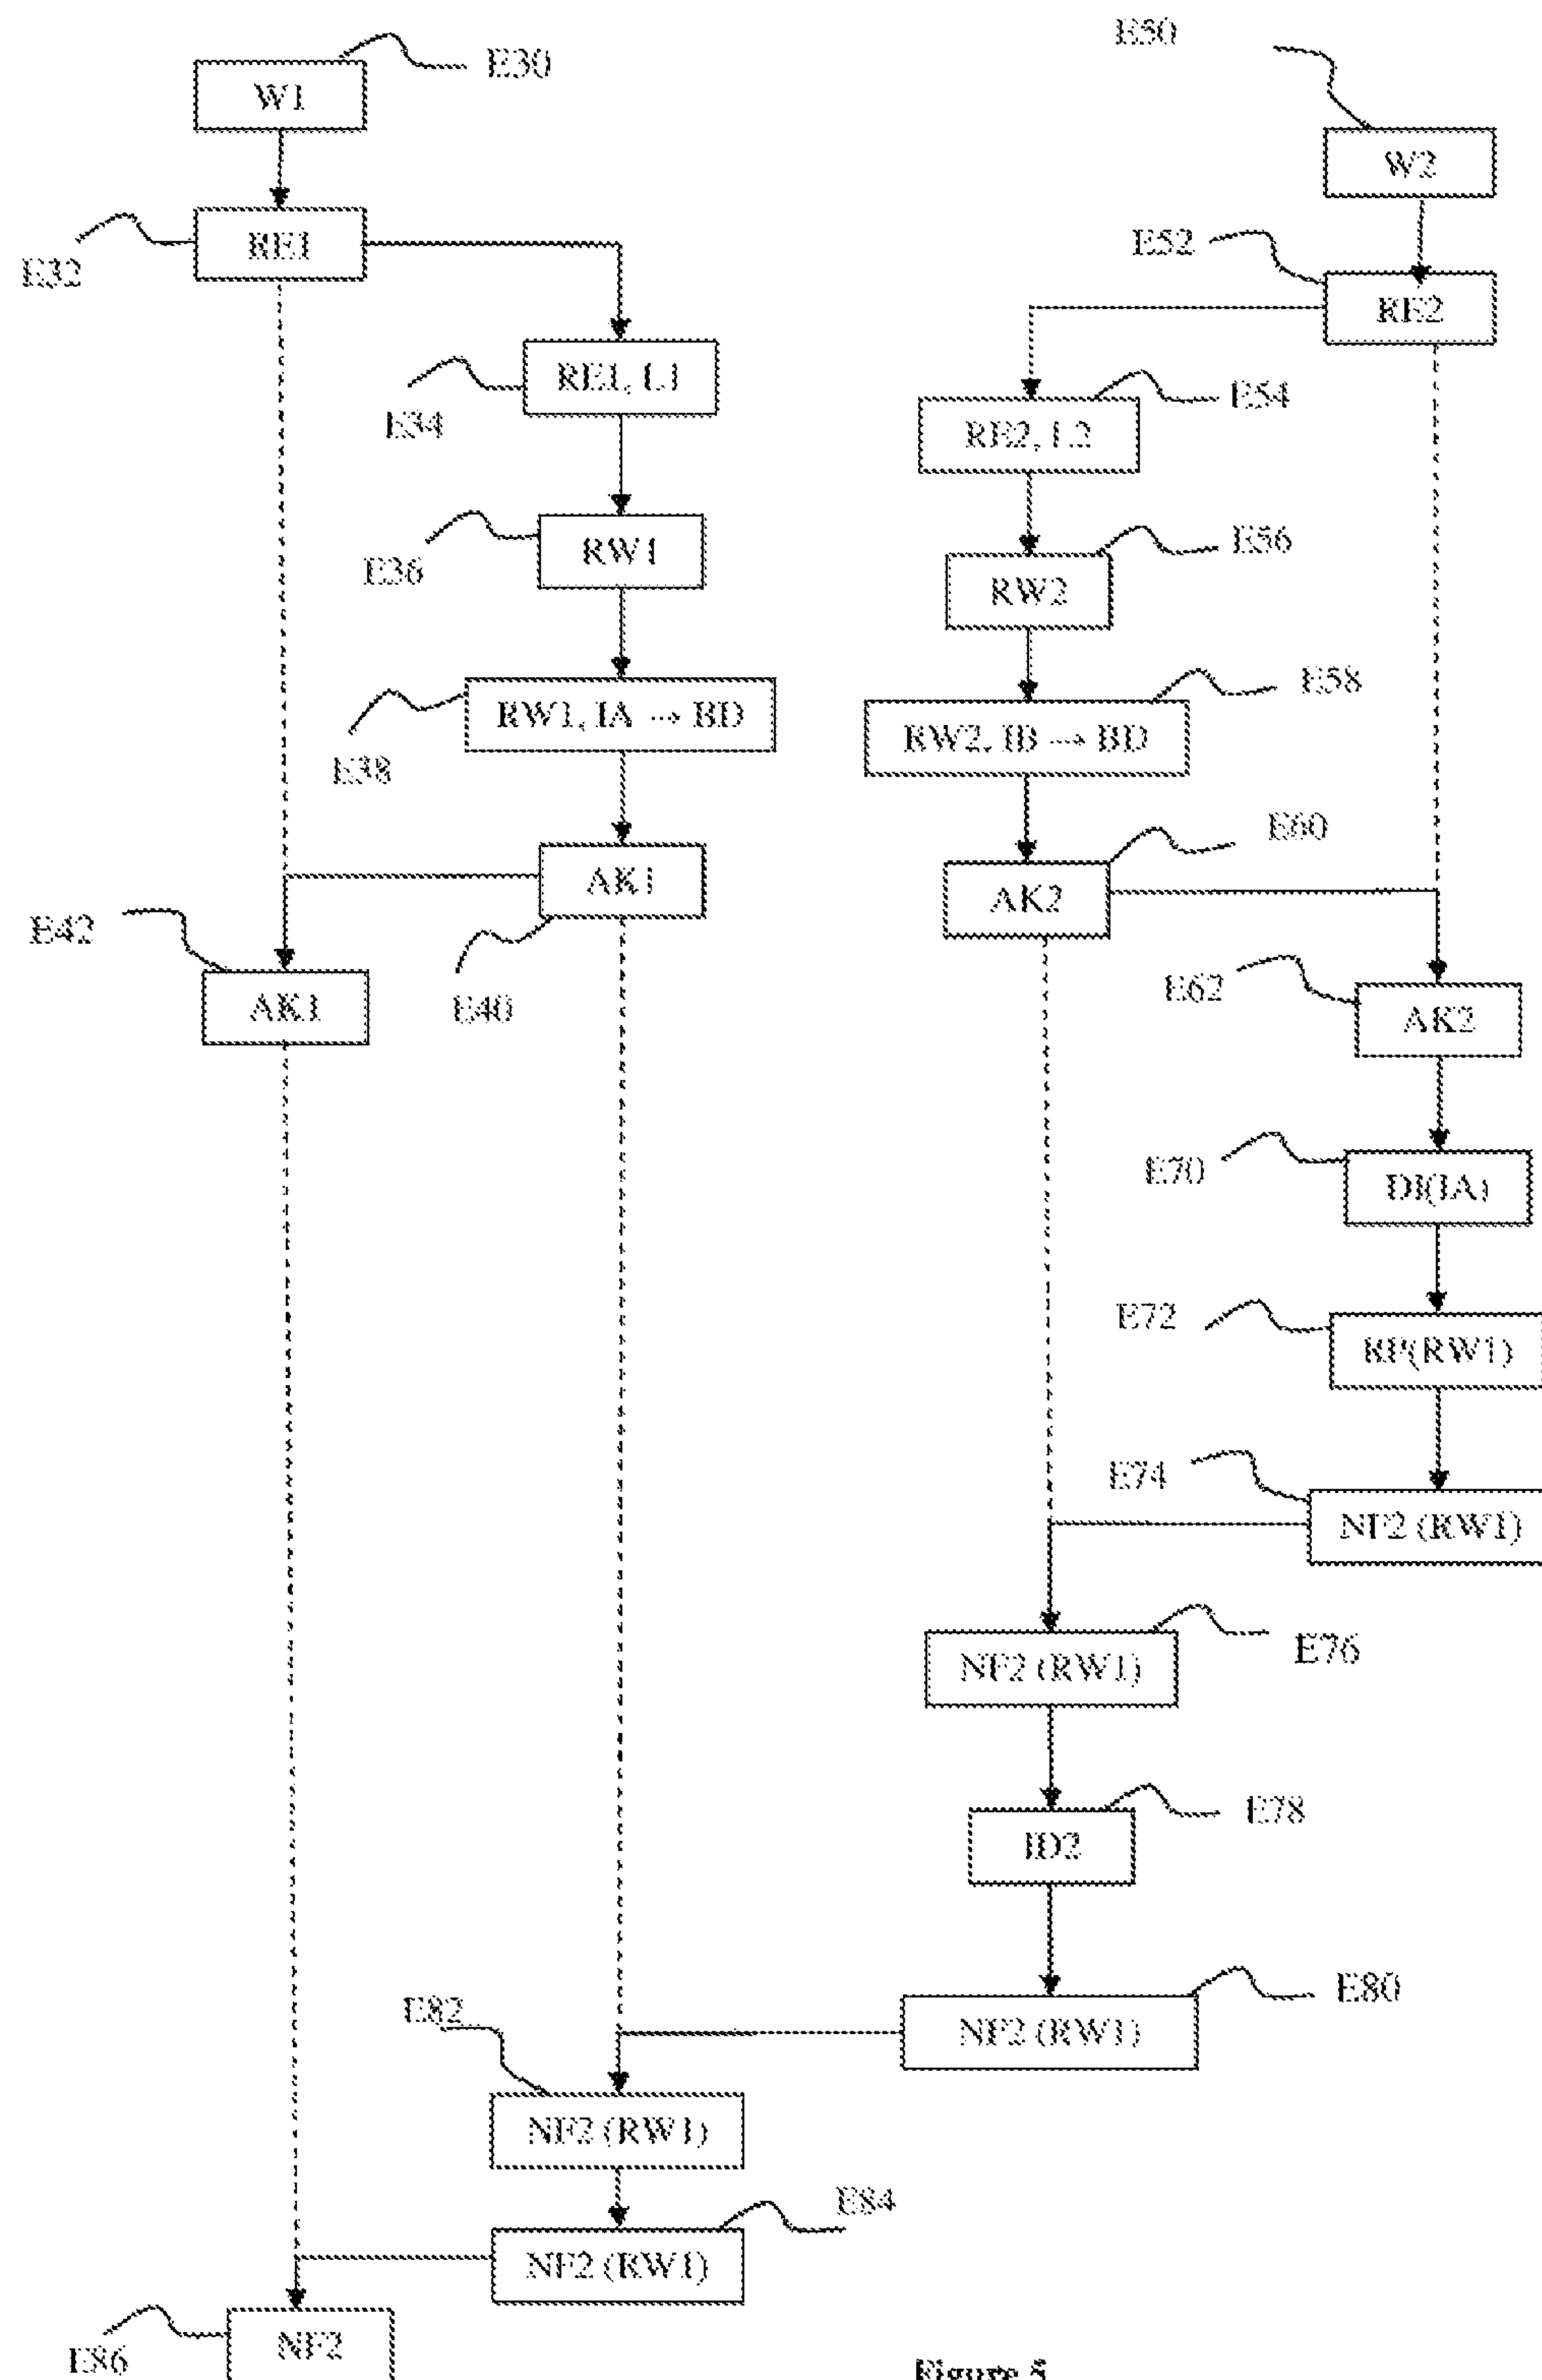 E50
E30
W1
W2
E52
RE1
E32
RE2
RE1, L1
E54
E34
RE2, L2
E56
RW1
E36
RW2
E58
RW1, IA → BD
RW2, IB → BD
E38
E60
AK1
AK2
E42
E62
AK1
E40
AK2
E70
DI(IA)
E72
RP(RW1)
E74
NF2 (RW1)
E76
NF2 (RW1)
E78
ID2
E80
E82
NF2 (RW1)
NF2 (RW1)
E84
NF2 (RW1)
NF2
E86
Figure 5